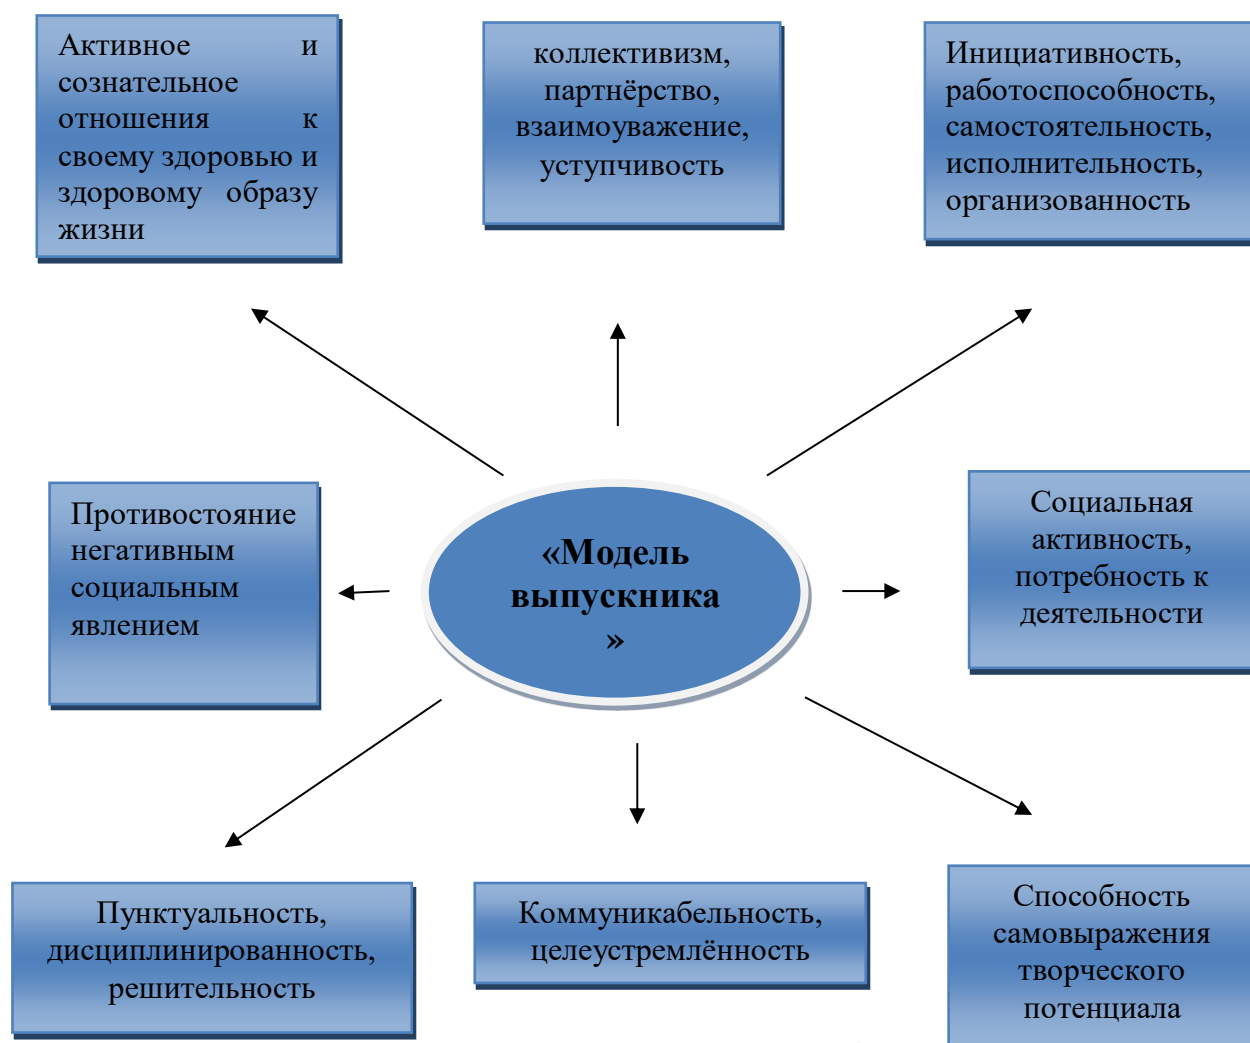 Активное и
сознательное
отношения к
своему здоровью и
здоровому образу
жизни
коллективизм,
партнёрство,
взаимоуважение,
уступчивость
Инициативность,
работоспособность,
самостоятельность,
исполнительность,
организованность
Противостояние
негативным
социальным
явлением
«Модель
выпускника
»
Социальная
активность,
потребность к
деятельности
Пунктуальность,
дисциплинированность,
решительность
Коммуникабельность,
целеустремлённость
Способность
самовыражения
творческого
потенциала